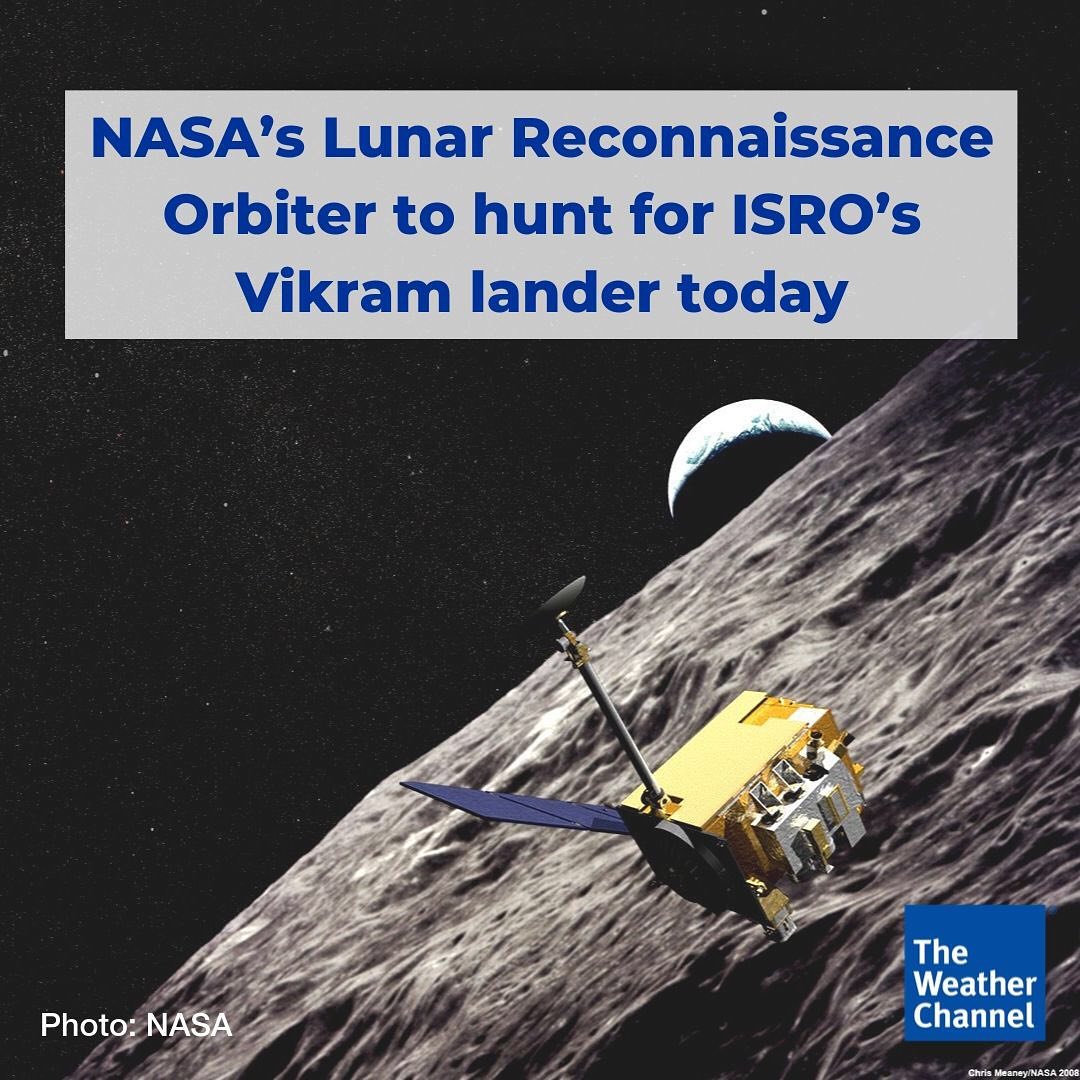 NASA’s Lunar Reconnaissance
Orbiter to hunt for ISRO’s
Vikram lander today
Photo: NASA
The
Weather
Channel
Chris Meaney/NASA 2008